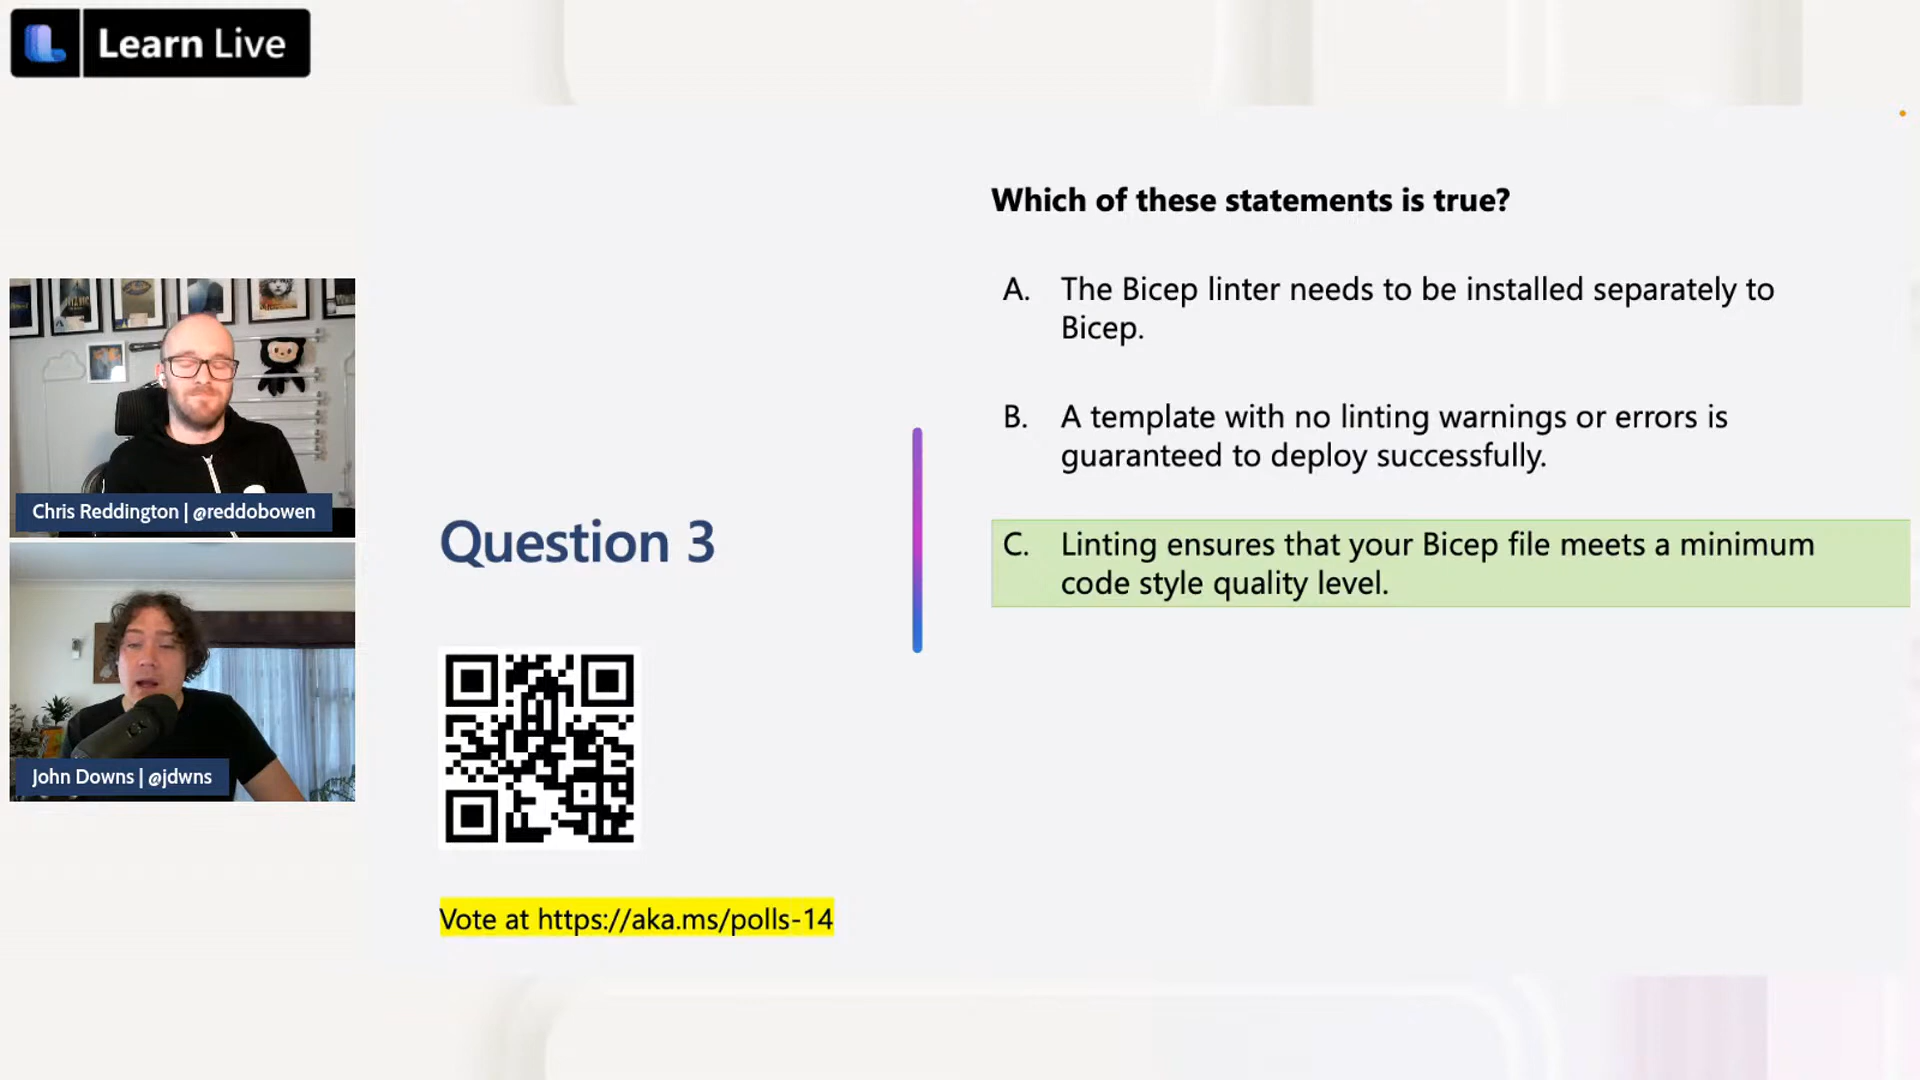 Learn Live
Which of these statements is true?
A. The Bicep linter needs to be installed separately to
Bicep.
B. A template with no linting warnings or errors is
guaranteed to deploy successfully.
C. Linting ensures that your Bicep file meets a minimum
code style quality level.
Question 3
Vote at https://aka.ms/polls-14
Chris Reddington | @reddobowen
John Downs | @jdwns